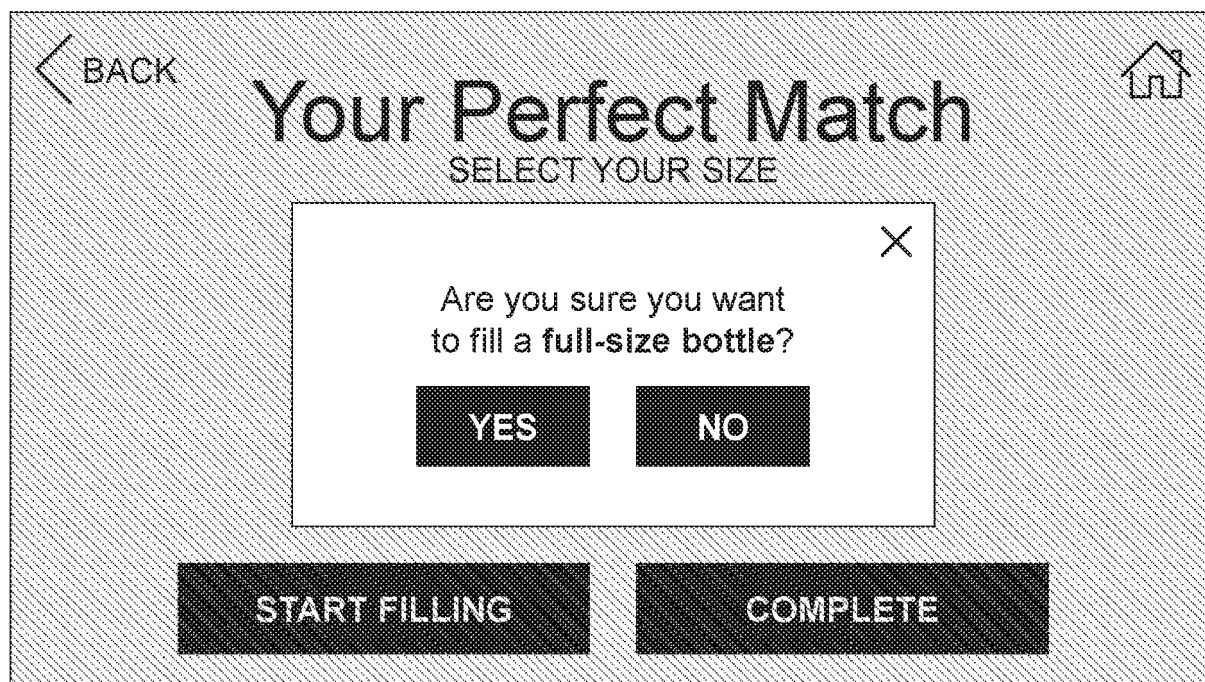 BACK
Your Perfect Match
SELECT YOUR SIZE
Are you sure you want
to fill a full-size bottle?
YES NO
START FILLING COMPLETE